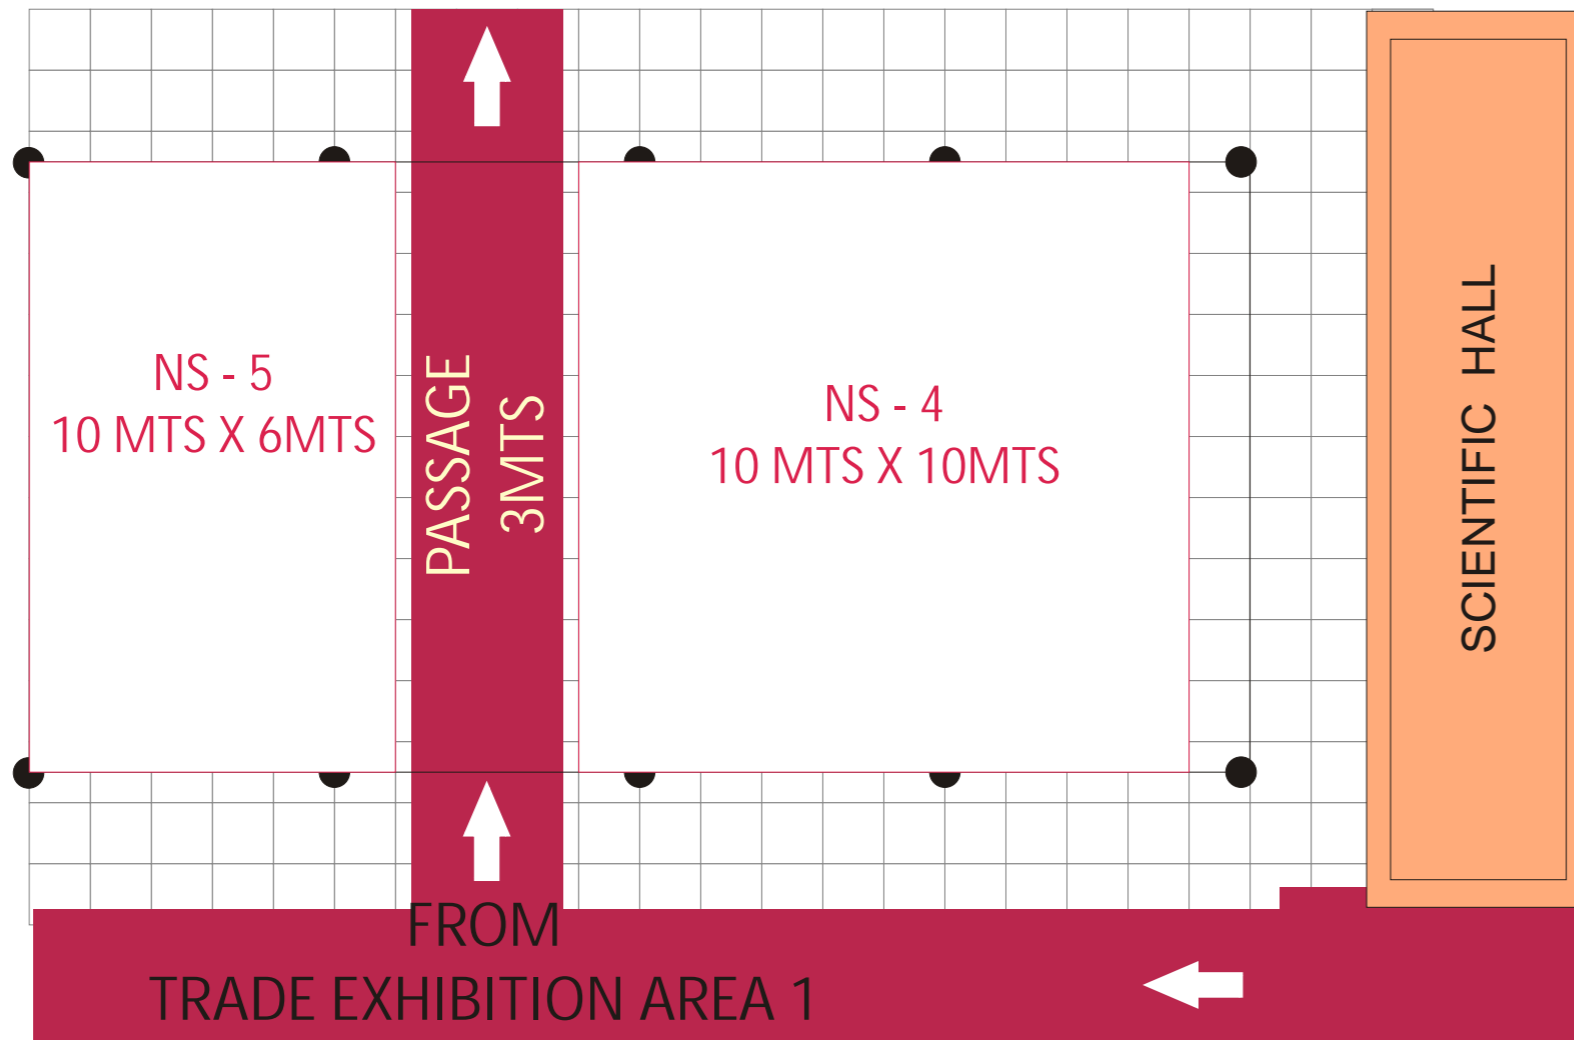 NS - 5
10 MTS X 6MTS
PASSAGE
3MTS
NS - 4
10 MTS X 10MTS
SCIENTIFIC HALL
FROM
TRADE EXHIBITION AREA 1